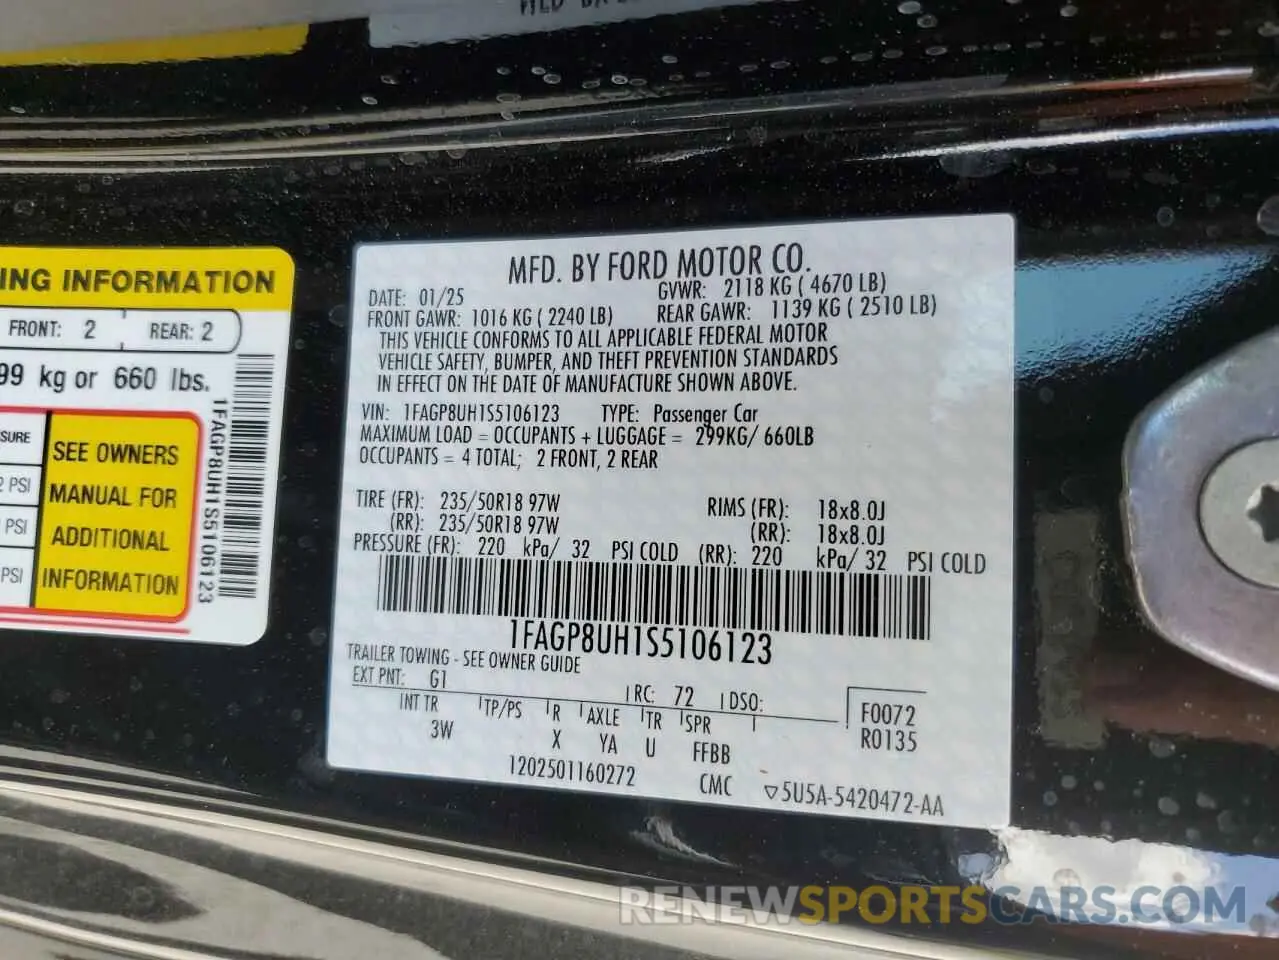 MFD. BY FORD MOTOR CO.
DATE: 01/25 GVWR: 2118 KG ( 4670 LB)
FRONT GAWR: 1016 KG ( 2240 LB) REAR GAWR: 1139 KG ( 2510 LB)
THIS VEHICLE CONFORMS TO ALL APPLICABLE FEDERAL MOTOR
VEHICLE SAFETY, BUMPER, AND THEFT PREVENTION STANDARDS
IN EFFECT ON THE DATE OF MANUFACTURE SHOWN ABOVE.
VIN: 1FAGP8UH1S5106123 TYPE: Passenger Car
MAXIMUM LOAD = OCCUPANTS + LUGGAGE = 299KG/ 660LB
OCCUPANTS = 4 TOTAL; 2 FRONT, 2 REAR
TIRE (FR): 235/50R18 97W RIMS (FR): 18x8.0J
(RR): 235/50R18 97W (RR): 18x8.0J
PRESSURE (FR): 220 kPa/ 32 PSI COLD (RR): 220 kPa/ 32 PSI COLD
1FAGP8UH1S5106123
TRAILER TOWING - SEE OWNER GUIDE
EXT PNT: G1 RC: 72 DSO:
INT TR TP/PS R AXLE TR SPR F0072
3W X YA U FFBB R0135
1202501160272 CMC ▽5U5A-5420472-AA
ING INFORMATION
FRONT: 2 REAR: 2
99 kg or 660 lbs.
SURE
2 PSI
PSI
PSI
SEE OWNERS
MANUAL FOR
ADDITIONAL
INFORMATION
1FAGP8UH1S5106123
RENEWSPORTSCARS.COM